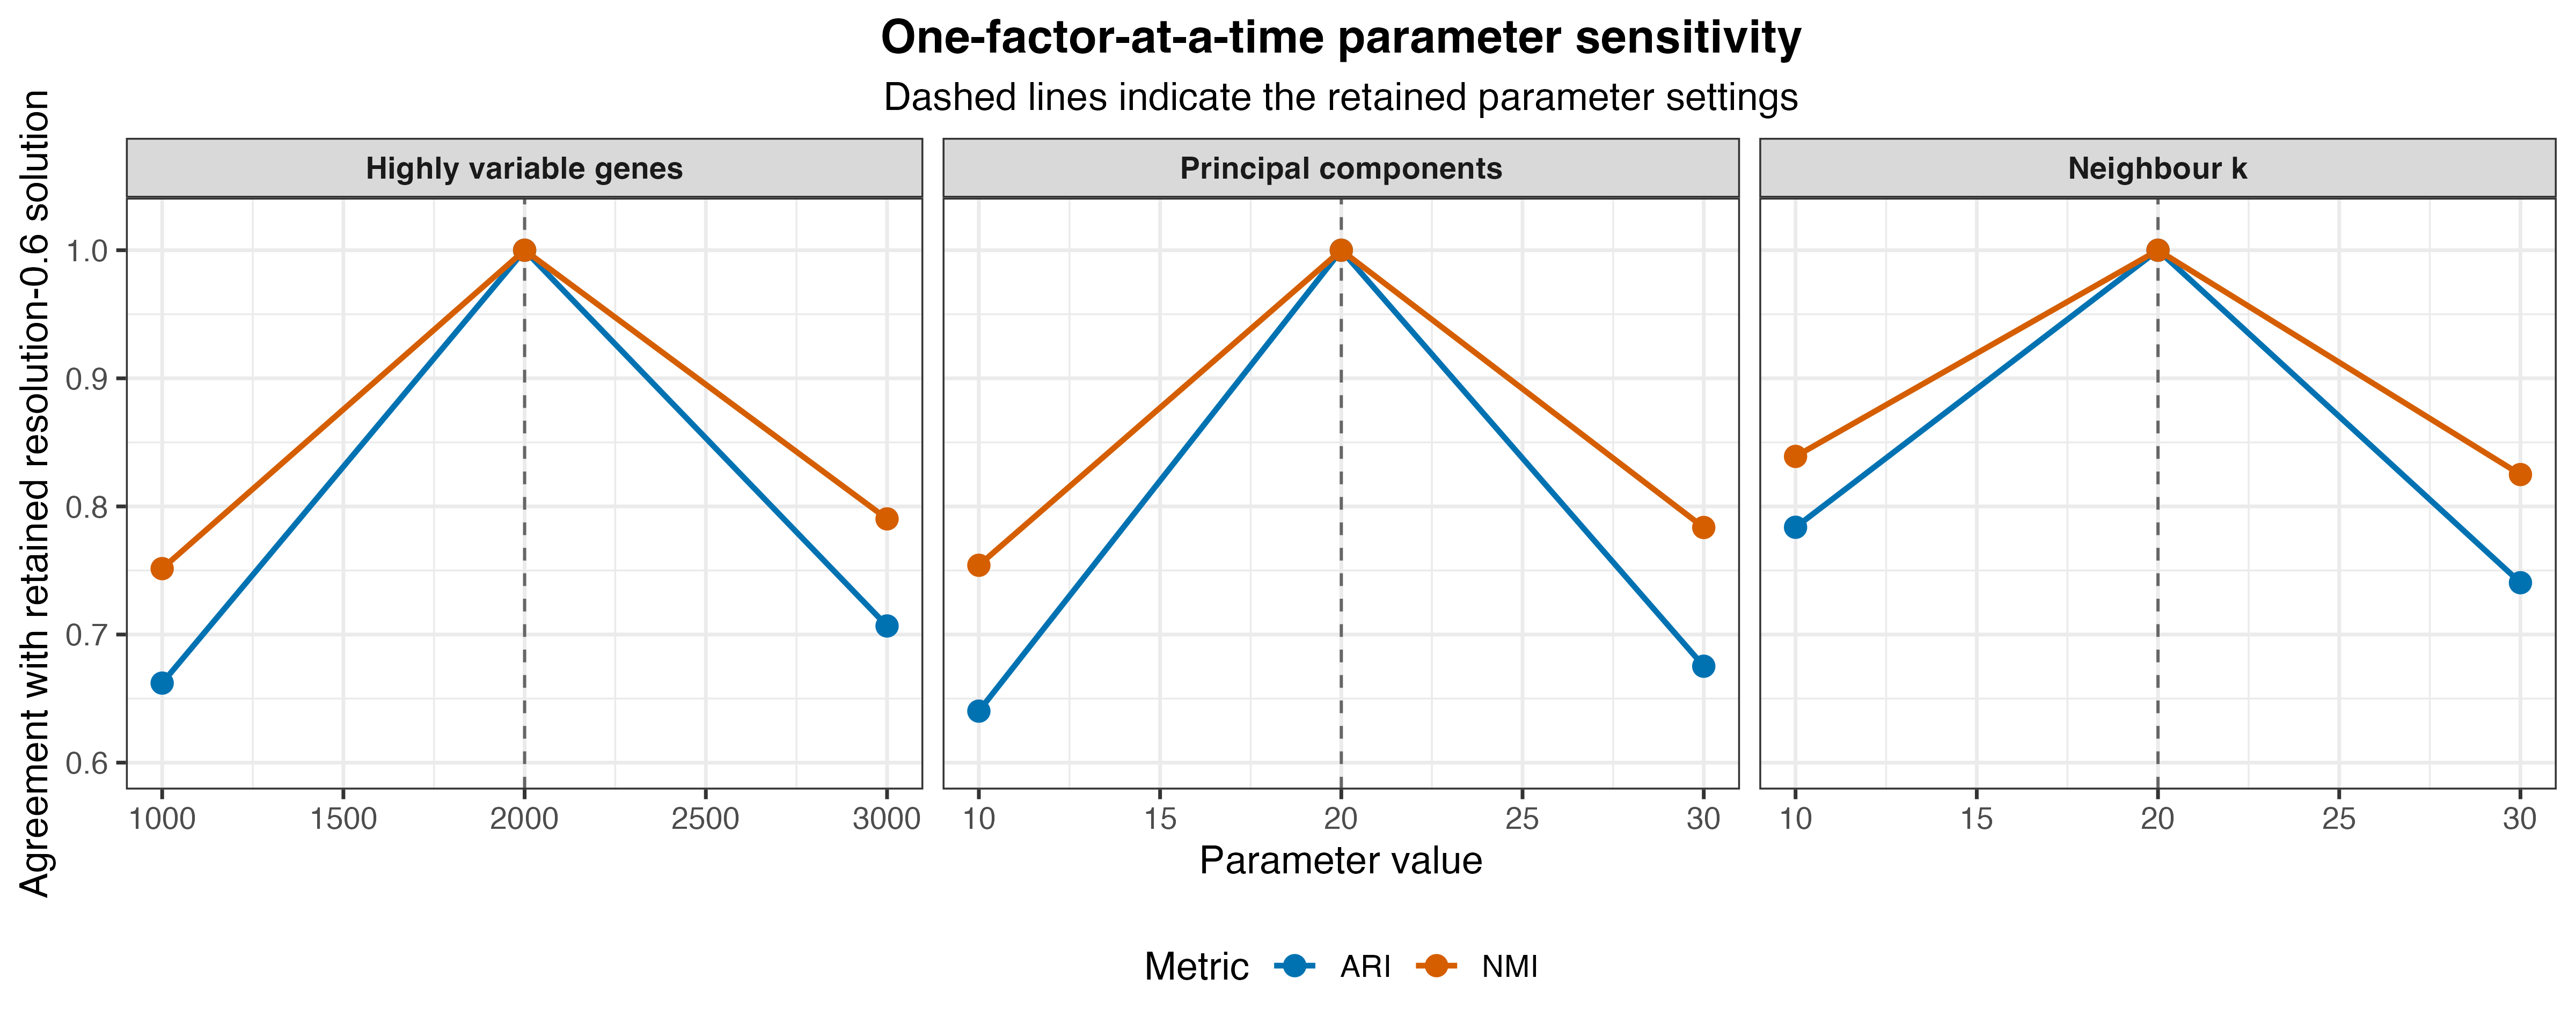 One-factor-at-a-time parameter sensitivity
Dashed lines indicate the retained parameter settings
Agreement with retained resolution-0.6 solution
Highly variable genes
Principal components
Neighbour k
1.0
0.9
0.8
0.7
0.6
1000 1500 2000 2500 3000
10 15 20 25 30
10 15 20 25 30
Parameter value
Metric ARI NMI